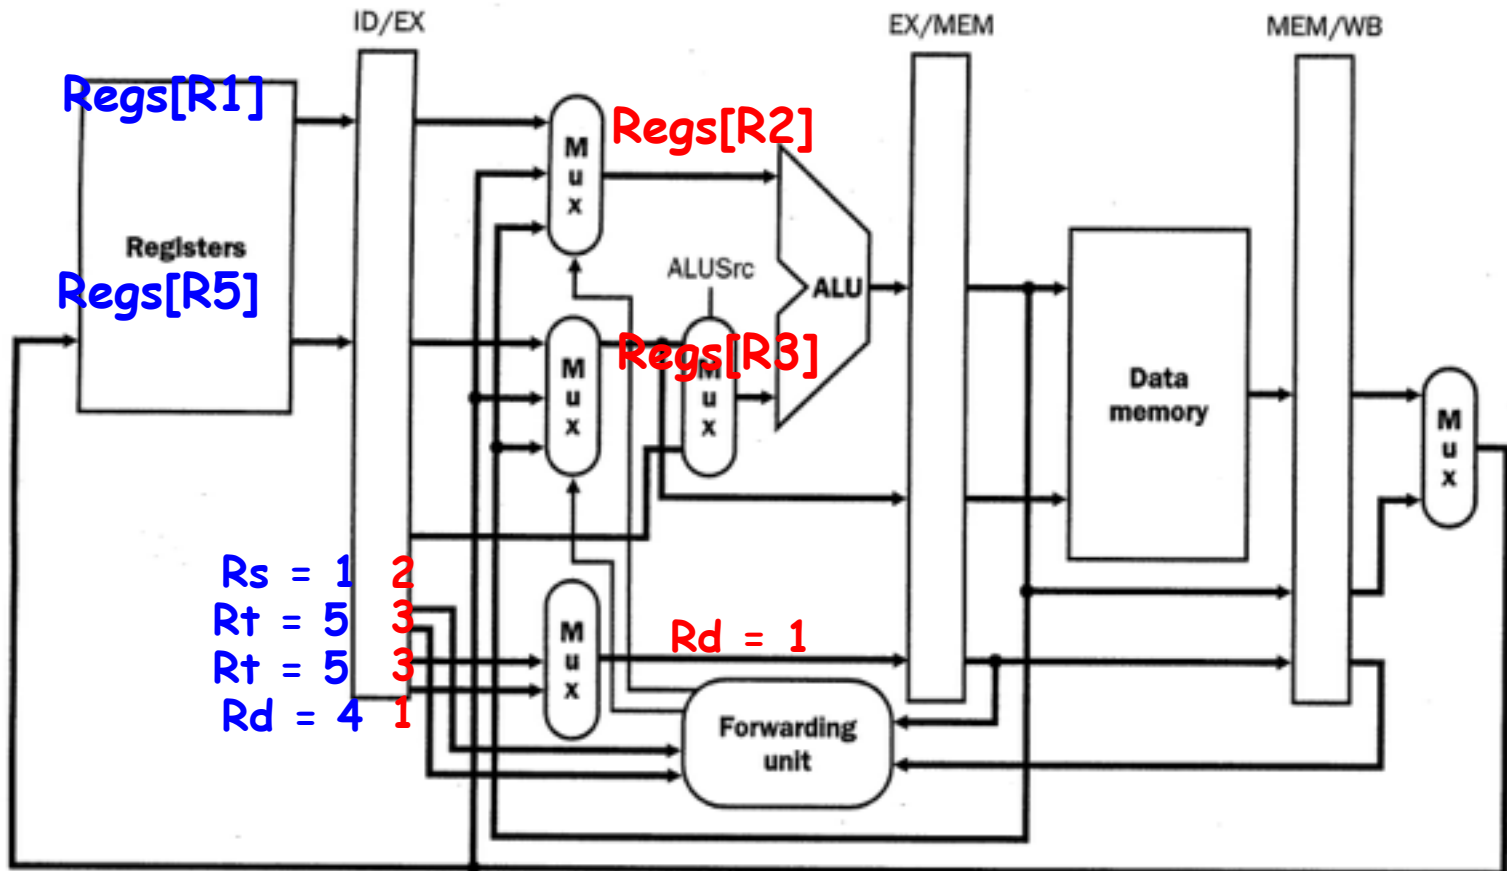 ID/EX
EX/MEM
MEM/WB
Regs[R1]
Regs[R2]
M
u
x
Registers
ALUSrc
Regs[R5]
ALU
Regs[R3]
M
u
x
M
u
x
Data
memory
M
u
x
Rs = 1 2
Rt = 5 3
Rt = 5 3
Rd = 4 1
M
u
x
Rd = 1
Forwarding
unit